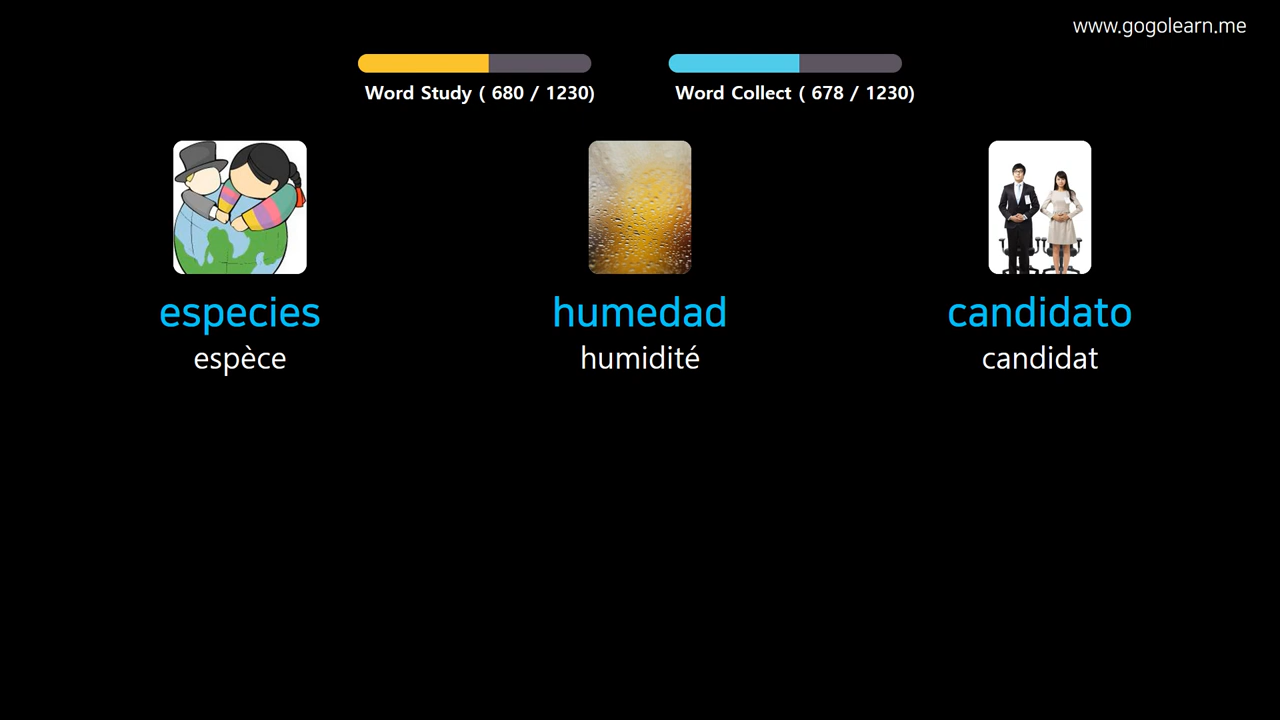 www.gogolearn.me
Word Study ( 680 / 1230)
Word Collect ( 678 / 1230)
especies
humedad
candidato
espèce
humidité
candidat